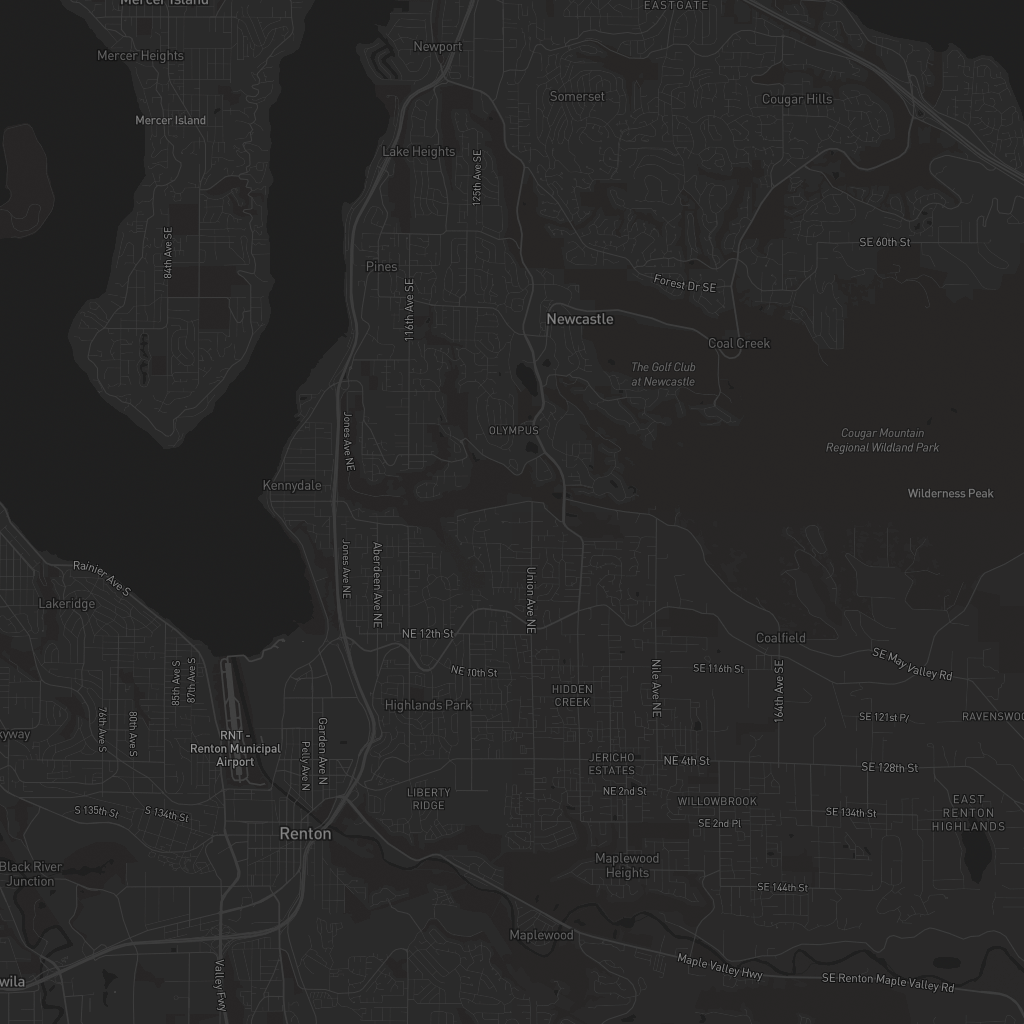 Mercer Island
EASTGATE
Newport
Mercer Heights
Somerset
Cougar Hills
Mercer Island
Lake Heights
125th Ave SE
84th Ave SE
SE 60th St
Pines
Forest Dr SE
116th Ave SE
Newcastle
Coal Creek
The Golf Club
at Newcastle
Jones Ave NE
OLYMPUS
Cougar Mountain
Regional Wildland Park
Kennydale
Wilderness Peak
Jones Ave NE
Aberdeen Ave NE
Rainier Ave S
Union Ave NE
Lakeridge
NE 12th St
Coalfield
SE May Valley Rd
85th Ave S
87th Ave S
NE 10th St
Nile Ave NE
SE 116th St
164th Ave SE
HIDDEN
CREEK
Highlands Park
SE 121st Pl
RAVENSWOO
76th Ave S
80th Ave S
kyway
RNT -
Renton Municipal
Airport
Garden Ave N
Pelly Ave N
JERICHO
ESTATES
NE 4th St
SE 128th St
NE 2nd St
LIBERTY
RIDGE
WILLOWBROOK
EAST
RENTON
HIGHLANDS
S 135th St
S 134th St
SE 134th St
SE 2nd Pl
Renton
Black River
Junction
Maplewood
Heights
SE 144th St
Maplewood
Maple Valley Hwy
SE Renton Maple Valley Rd
wila
Valley Fwy